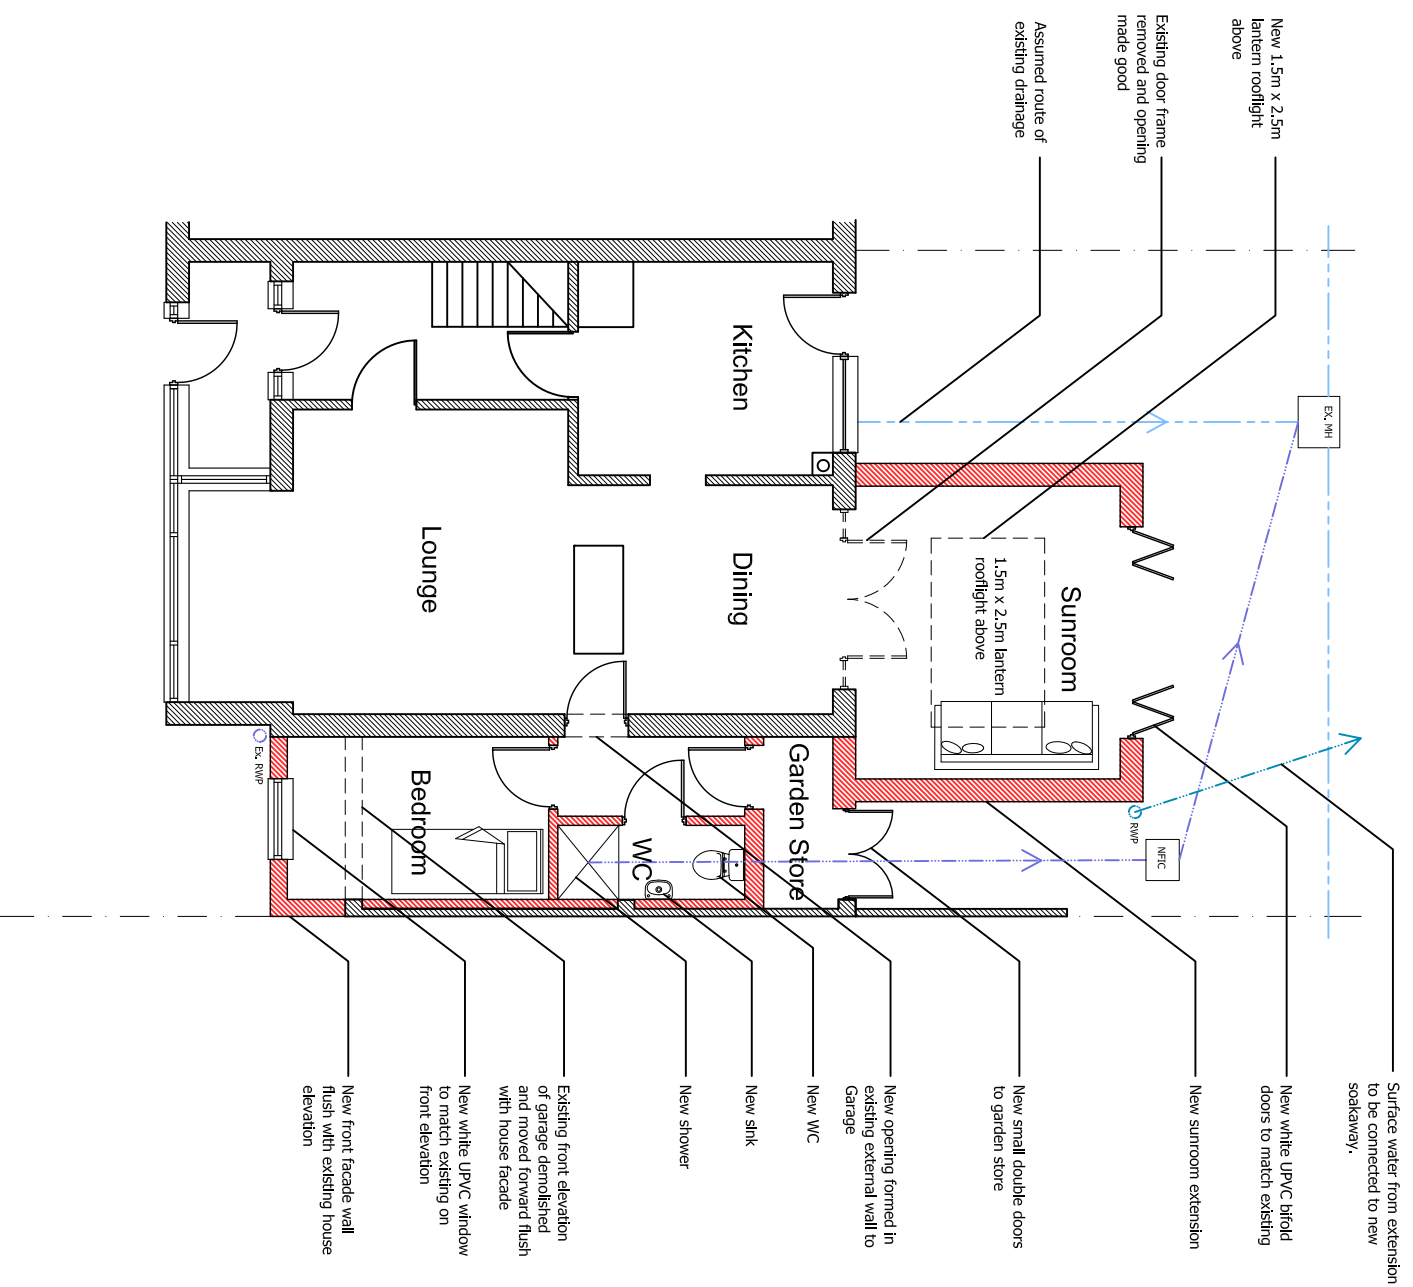 Surface water from extension
to be connected to new
soakaway.
New white UPVC bifold
doors to match existing
New sunroom extension
New small double doors
to garden store
New opening formed in
existing external wall to
Garage
New WC
New sink
New shower
Existing front elevation
of garage demolished
and moved forward flush
with house facade
New white UPVC window
to match existing on
front elevation
New front facade wall
flush with existing house
elevation
New 1.5m x 2.5m
lantern rooflight
above
Existing door frame
removed and opening
made good
Assumed route of
existing drainage
EX. MH
NFIC
RWP
Sunroom
1.5m x 2.5m lantern
rooflight above
Kitchen
Dining
Garden Store
WC
Lounge
Bedroom
Ex. RWP